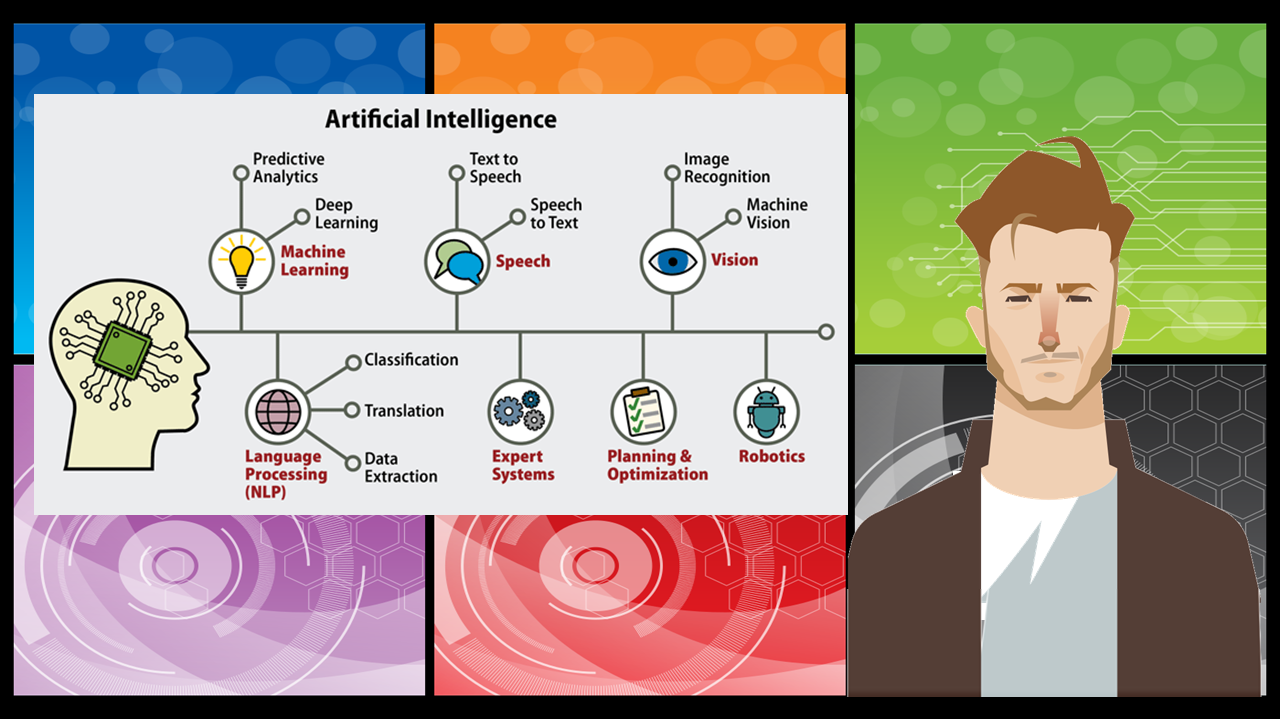 Artificial Intelligence
Predictive
Analytics
Deep
Learning
Machine
Learning
Text to
Speech
Speech
to Text
Speech
Image
Recognition
Machine
Vision
Vision
Classification
Translation
Data
Extraction
Language
Processing
(NLP)
Expert
Systems
Planning &
Optimization
Robotics